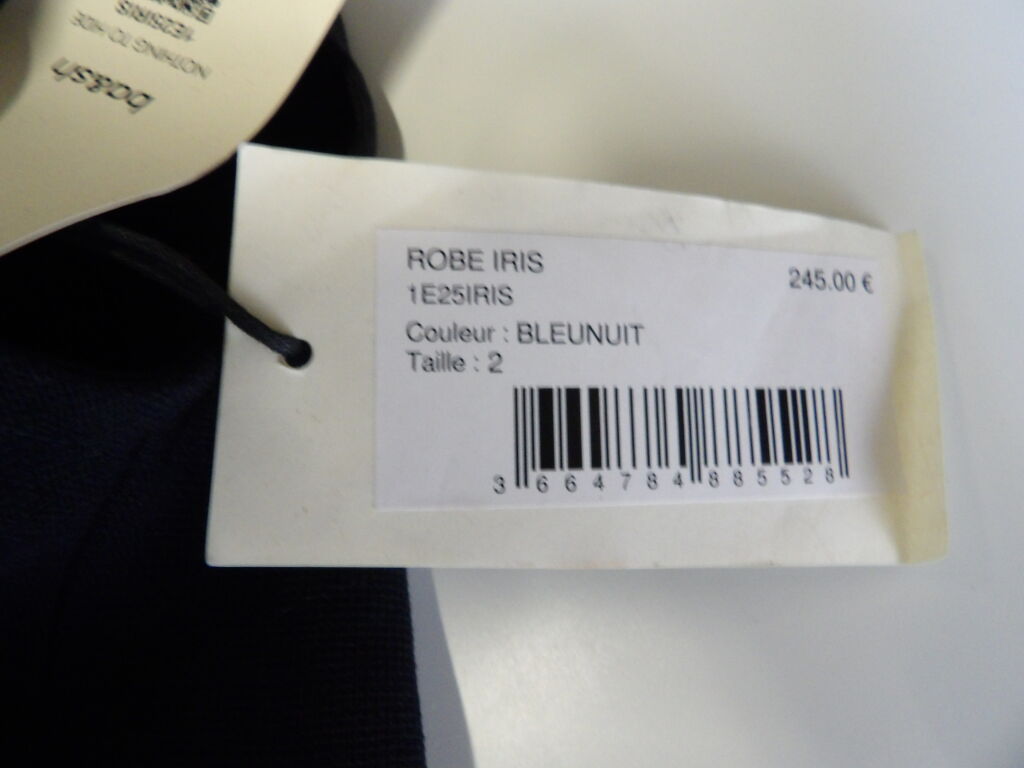 ba&sh
NOTHING TO HIDE
1E25IRIS
ROBE IRIS
245.00 €
1E25IRIS
Couleur : BLEUNUIT
Taille : 2
3 664784 885528